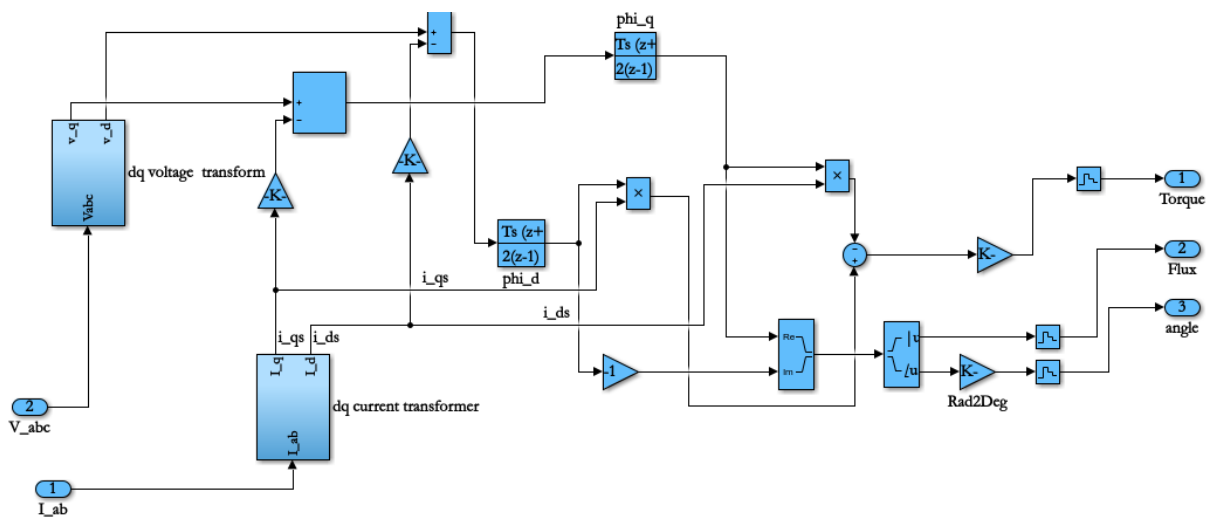 phi_q
+
−
Ts (z+
2(z-1)
+
−
v_q
v_d
dq voltage transform
-K-
-K-
×
×
1
Vabc
Torque
Ts (z+
2(z-1)
−
+
K-
2
phi_d
Flux
i_qs
3
i_ds
angle
i_qs
i_ds
Re
Im
|u
/u
I_q
I_d
-1
K-
Rad2Deg
2
V_abc
dq current transformer
I_ab
1
I_ab